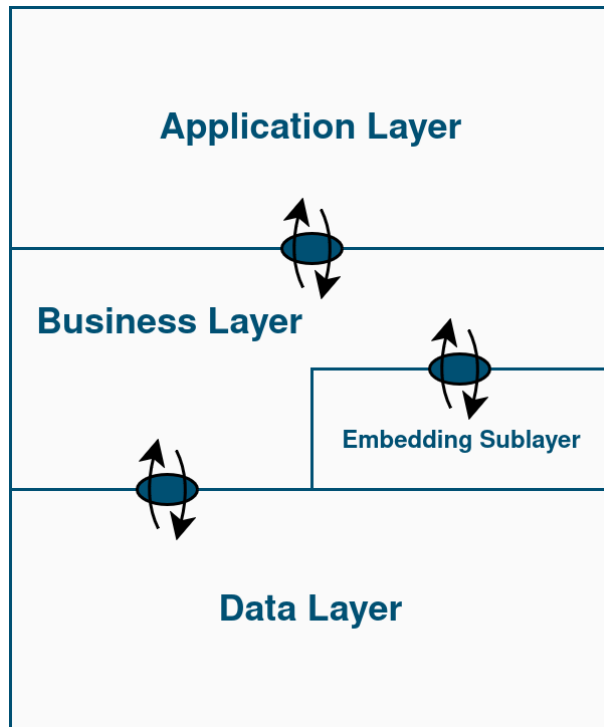 Application Layer
Business Layer
Embedding Sublayer
Data Layer